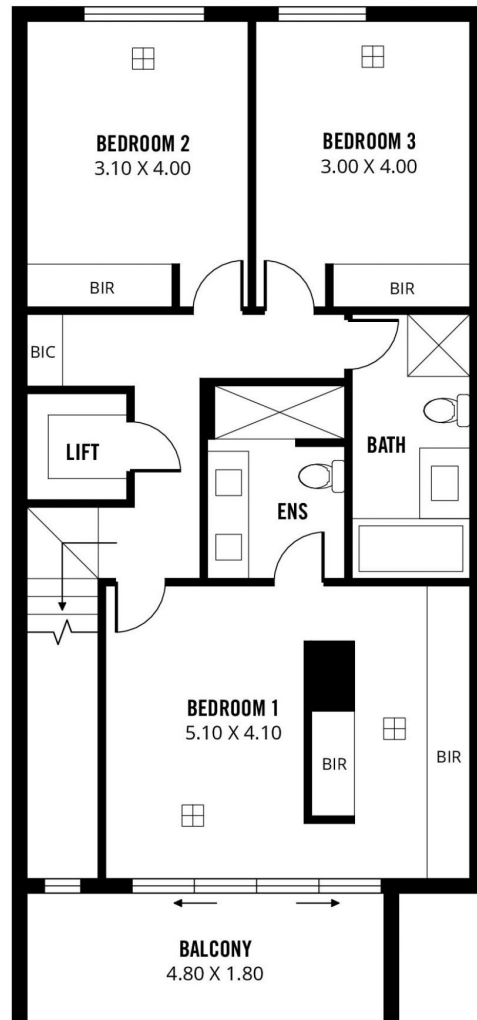 BEDROOM 2
3.10 X 4.00
BEDROOM 3
3.00 X 4.00
BIR
BIR
BIC
LIFT
BATH
ENS
BEDROOM 1
5.10 X 4.10
BIR
BIR
BALCONY
4.80 X 1.80